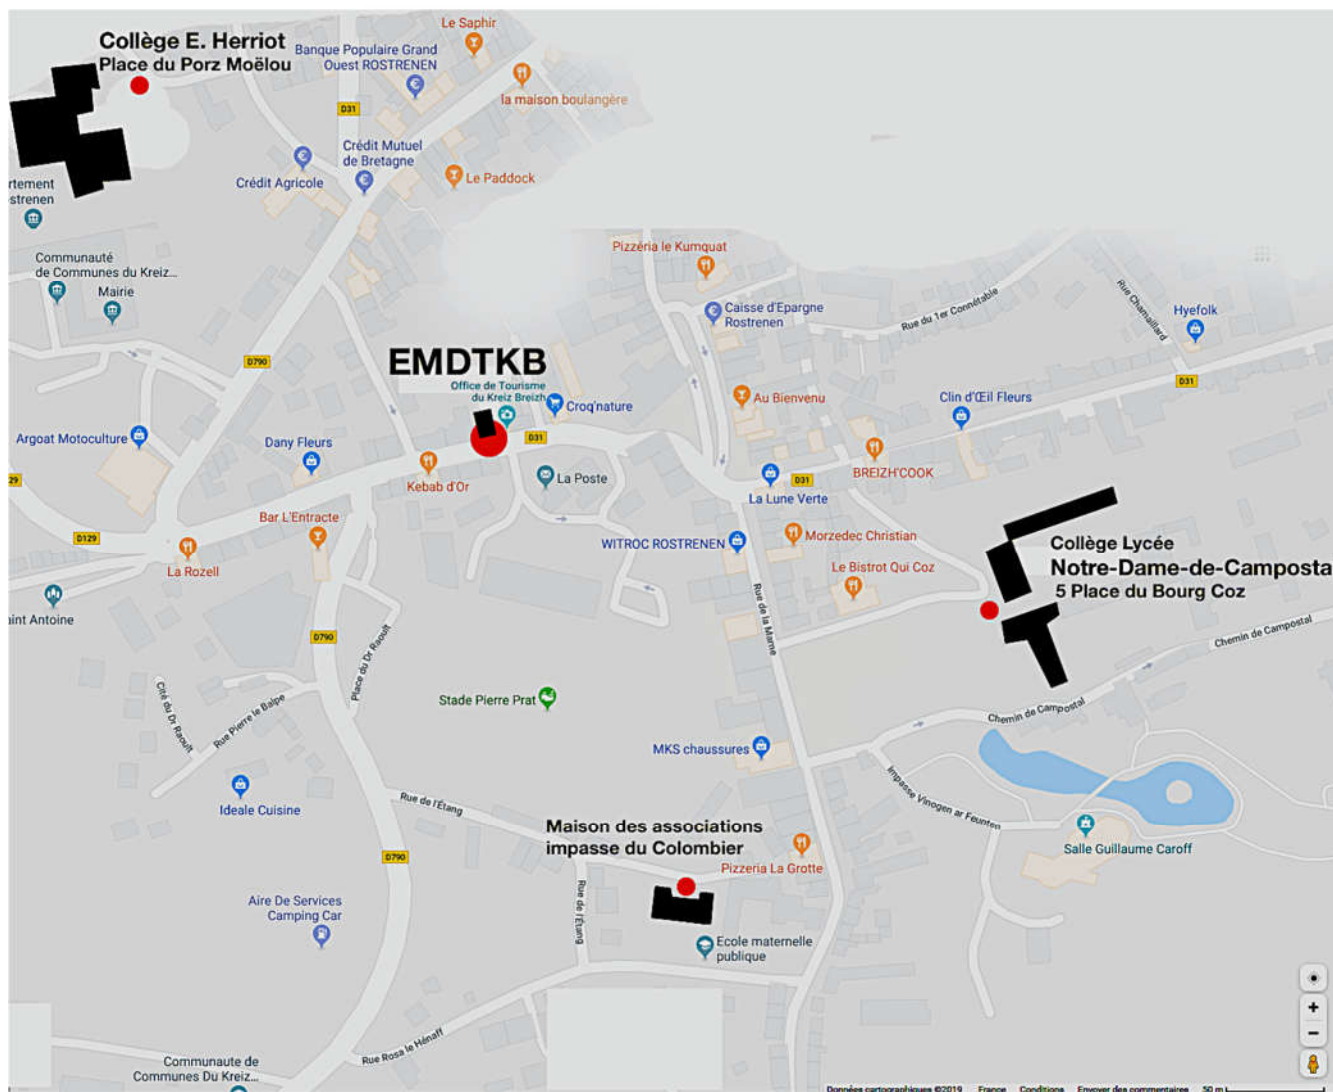 Le Saphir
Collège E. Herriot
Place du Porz Moëlou
Banque Populaire Grand
Ouest ROSTRENEN
la maison boulangère
D31
Crédit Mutuel
de Bretagne
Crédit Agricole
Le Paddock
rtement
strenen
Communauté
de Communes du Kreiz...
Mairie
Pizzéria le Kumquat
Caisse d'Epargne
Rostrenen
Rue du 1er Connétable
Rue Chamaillard
Hyefolk
D790
EMDTKB
Office de Tourisme
du Kreiz Breizh
Croq'nature
Au Bienvenu
Clin d'Œil Fleurs
D31
Argoat Motoculture
Dany Fleurs
D31
Kebab d'Or
La Poste
BREIZH'COOK
D31
La Lune Verte
29
Bar L'Entracte
D129
La Rozell
WITROC ROSTRENEN
Morzedec Christian
Le Bistrot Qui Coz
Collège Lycée
Notre-Dame-de-Camposta
5 Place du Bourg Coz
aint Antoine
D790
Rue de la Marne
Chemin de Campostal
Place du Dr Raoult
Cité du Dr Raoult
Rue Pierre le Balpe
Stade Pierre Prat
Chemin de Campostal
MKS chaussures
Ideale Cuisine
Rue de l'Étang
Impasse Vinogen ar Feunten
Maison des associations
impasse du Colombier
Salle Guillaume Caroff
D790
Pizzeria La Grotte
Rue de l'Étang
Aire De Services
Camping Car
Ecole maternelle
publique
Rue Rosa le Hénaff
Communaute de
Communes Du Kreiz...
Données cartographiques ©2019 France Conditions Envoyer des commentaires 50 m